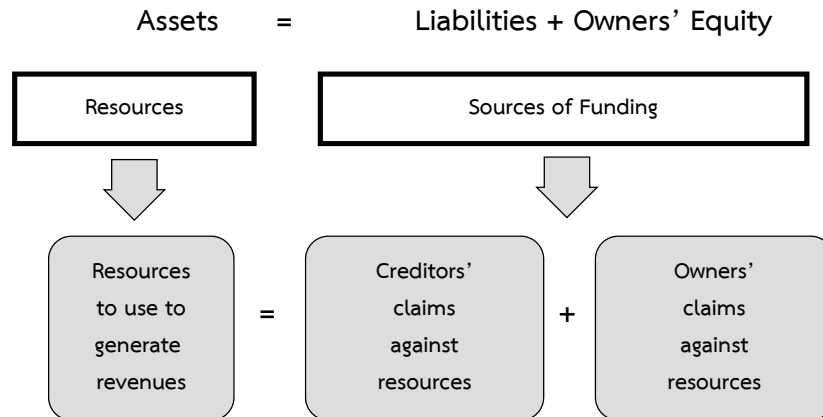 Assets = Liabilities + Owners' Equity
Resources
Sources of Funding
Resources
to use to
generate
revenues
=
Creditors'
claims
against
resources
+
Owners'
claims
against
resources